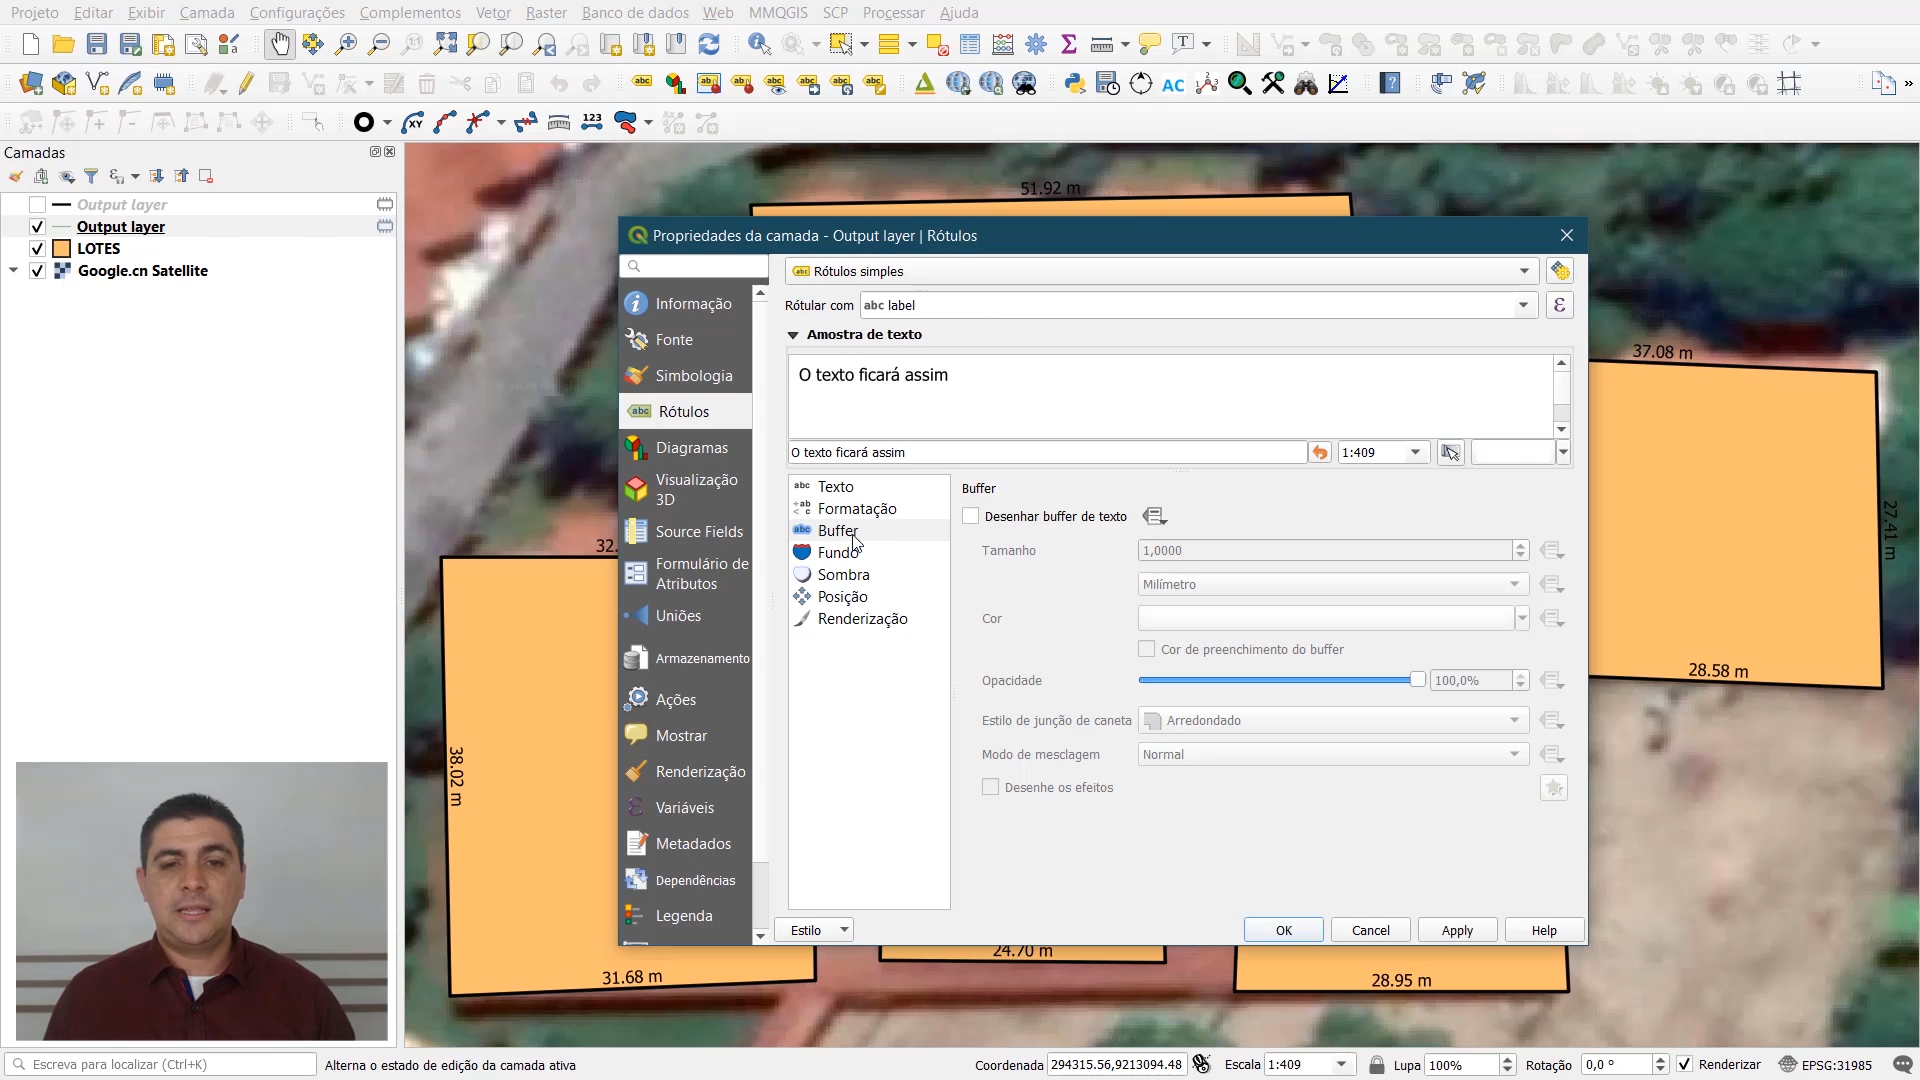 Projeto Editar Exibir Camada Configurações Complementos Vetor Raster Banco de dados Web MMQGIS SCP Processar Ajuda
Camadas
Output layer
Output layer
LOTES
Google.cn Satellite
51.92 m
37.08 m
27.41 m
28.58 m
32.
38.02 m
31.68 m
24.70 m
28.95 m
Propriedades da camada - Output layer | Rótulos
Informação
Fonte
Simbologia
Rótulos
Diagramas
Visualização
3D
Source Fields
Formulário de
Atributos
Uniões
Armazenamento
Ações
Mostrar
Renderização
Variáveis
Metadados
Dependências
Legenda
Rótulos simples
Rótular com abc label
Amostra de texto
O texto ficará assim
O texto ficará assim
1:409
Texto
Formatação
Buffer
Fundo
Sombra
Posição
Renderização
Buffer
Desenhar buffer de texto
Tamanho 1,0000
Milímetro
Cor
Cor de preenchimento do buffer
Opacidade 100,0%
Estilo de junção de caneta Arredondado
Modo de mesclagem Normal
Desenhe os efeitos
Estilo OK Cancel Apply Help
Escreva para localizar (Ctrl+K) Alterna o estado de edição da camada ativa Coordenada 294315.56,9213094.48 Escala 1:409 Lupa 100% Rotação 0,0 ° Renderizar EPSG:31985